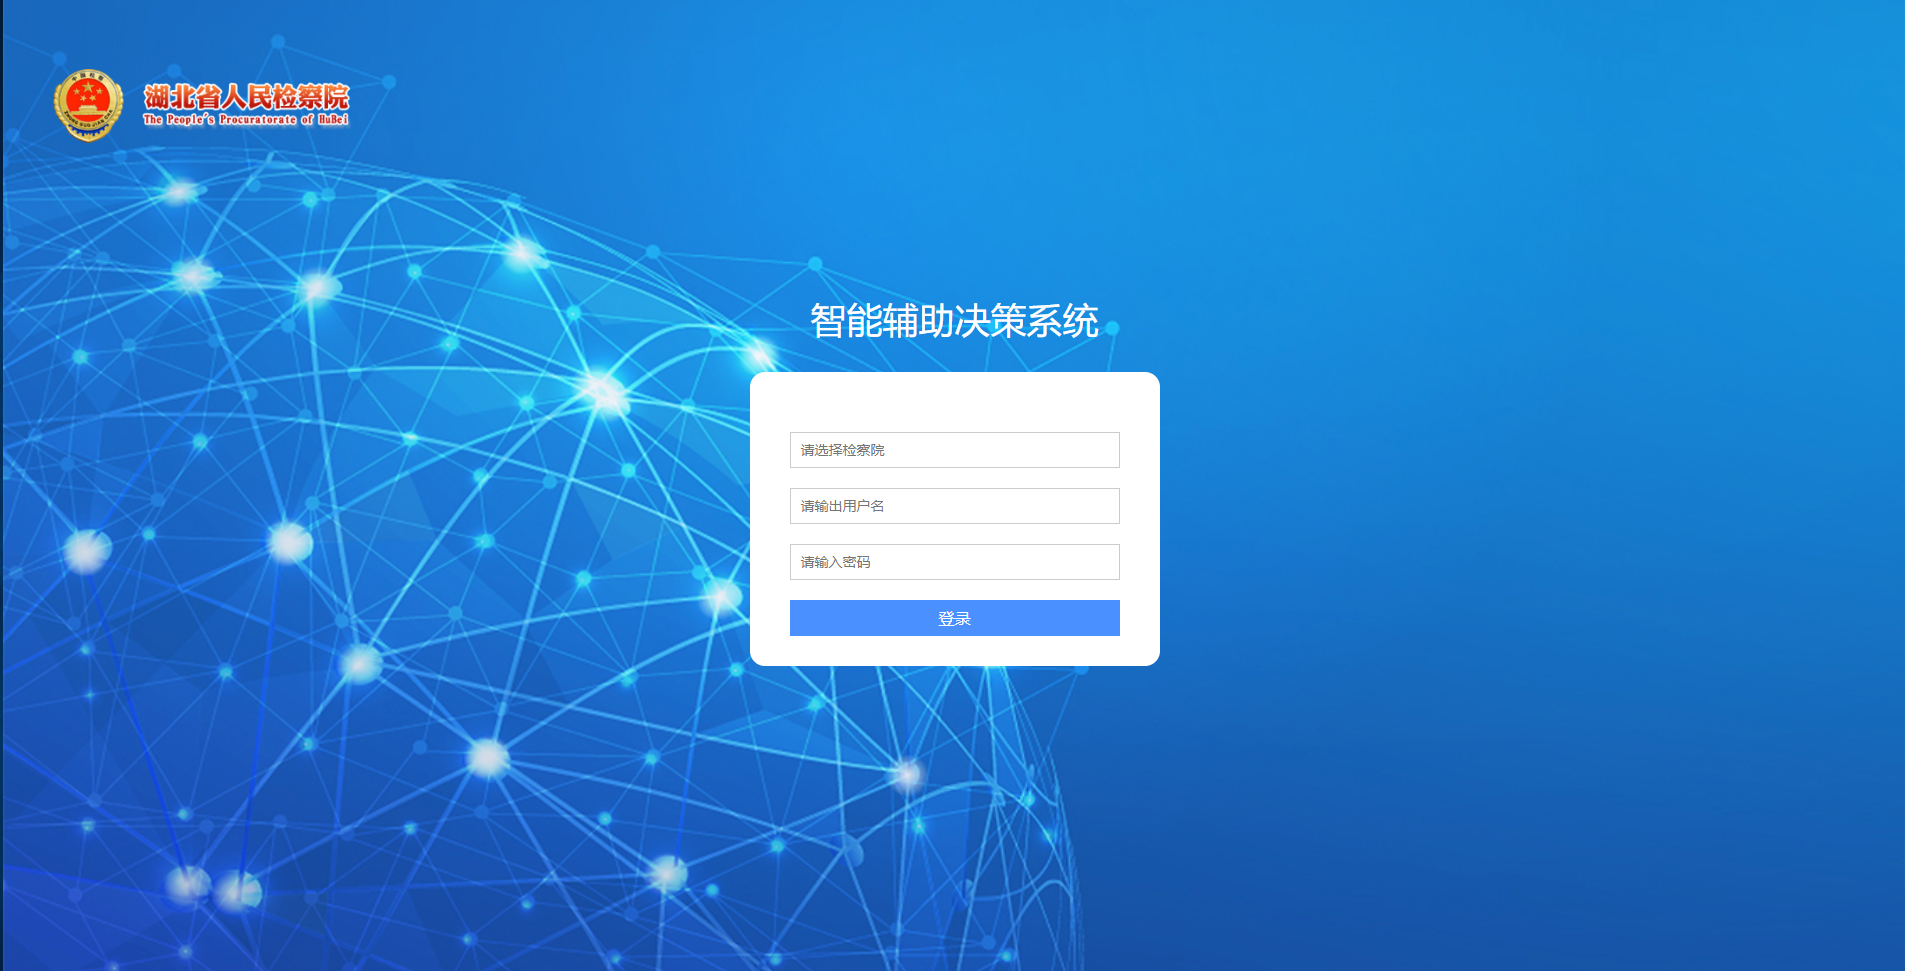 湖北省人民检察院
The People's Procuratorate of HuBei
智能辅助决策系统
请选择检察院
请输出用户名
请输入密码
登录